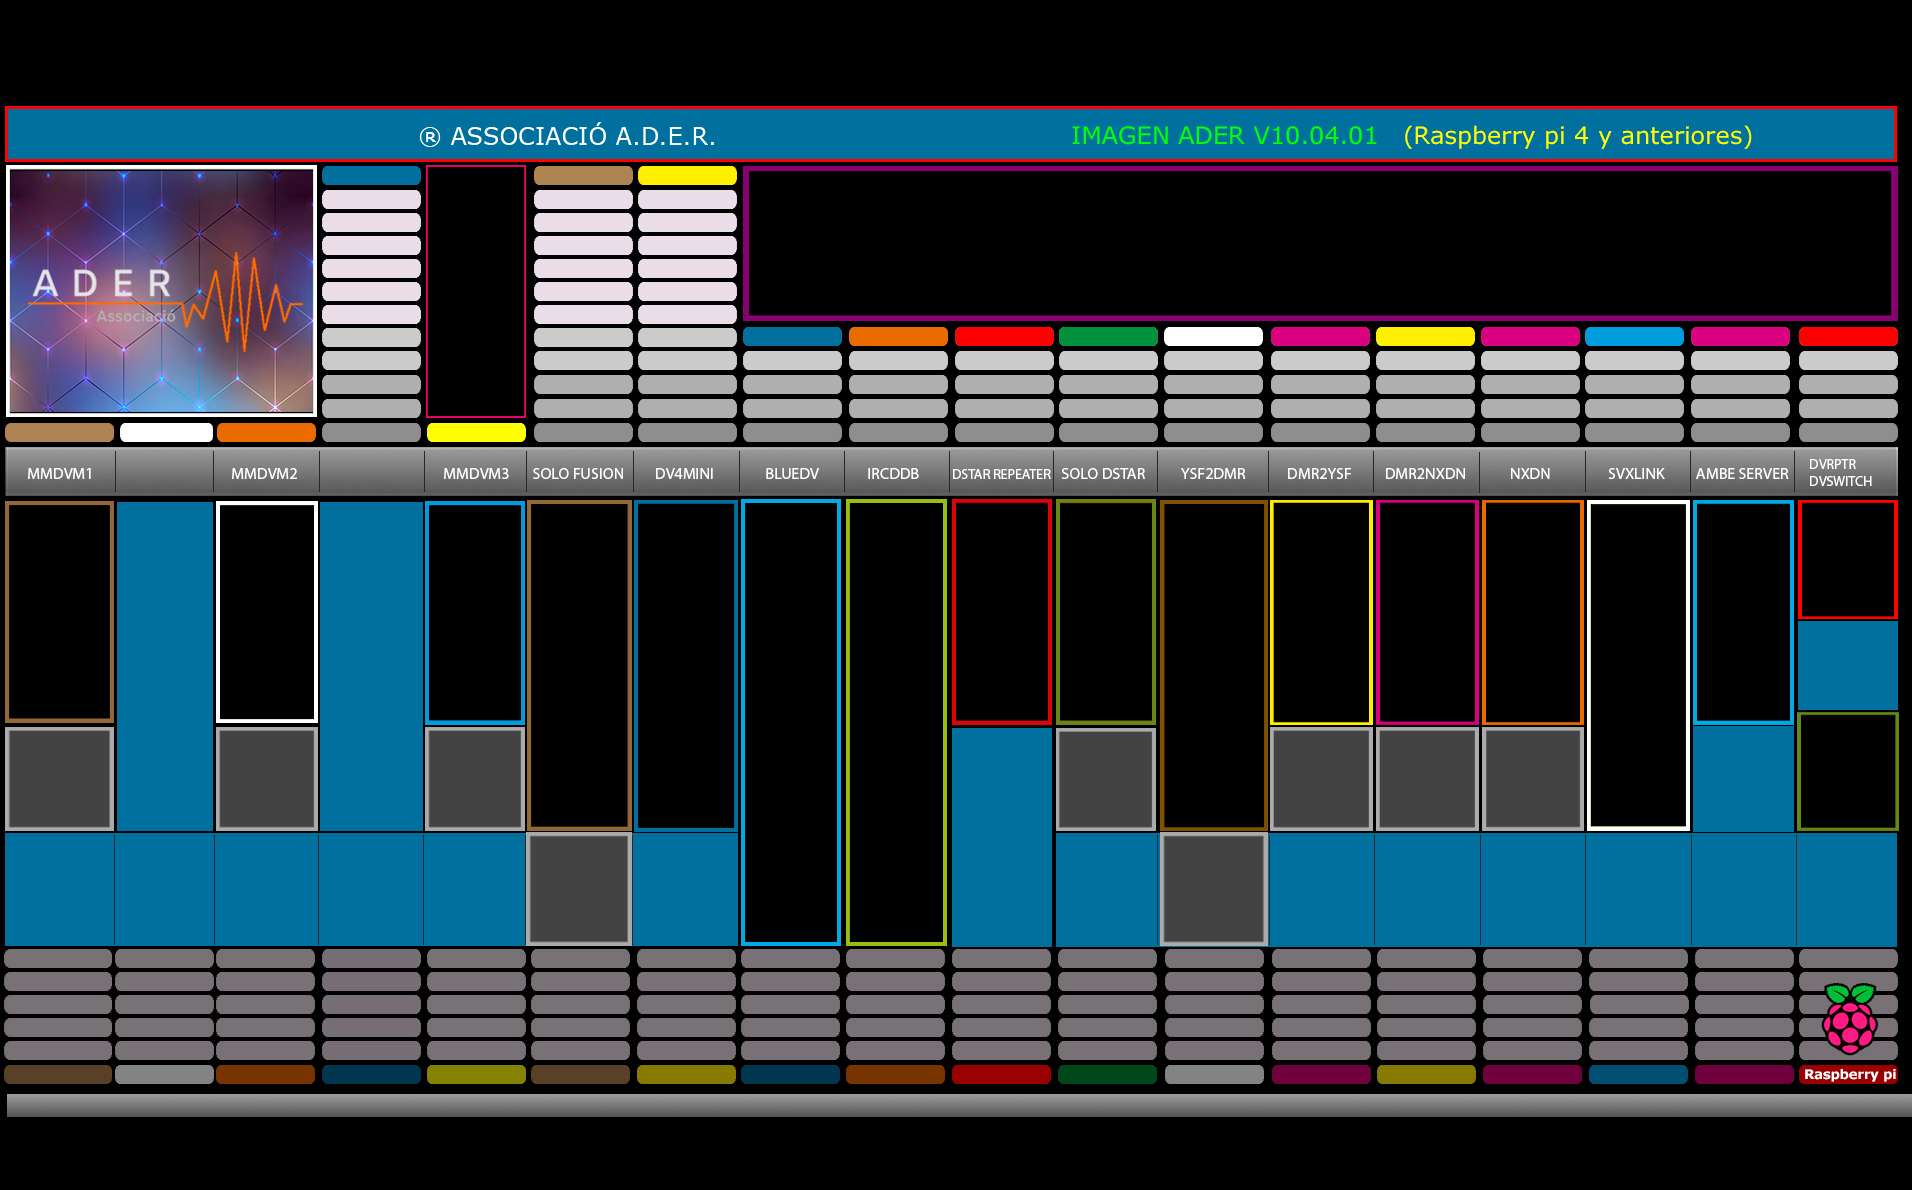 ® ASSOCIACIÓ A.D.E.R.
IMAGEN ADER V10.04.01 (Raspberry pi 4 y anteriores)
ADER
Associació
MMDVM1
MMDVM2
MMDVM3
SOLO FUSION
DV4MINI
BLUEDV
IRCDDB
DSTAR REPEATER
SOLO DSTAR
YSF2DMR
DMR2YSF
DMR2NXDN
NXDN
SVXLINK
AMBE SERVER
DVRPTR
DVSWITCH
Raspberry pi